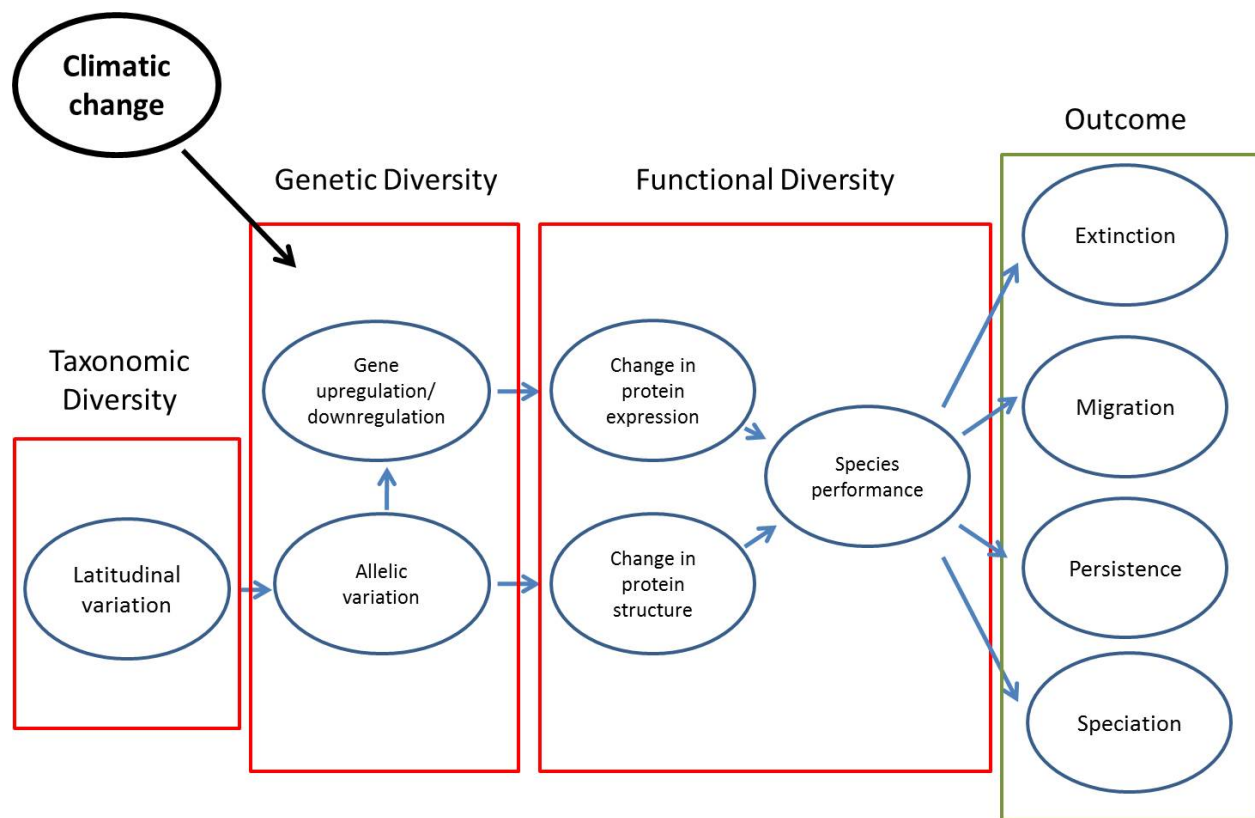 Climatic
change
Outcome
Genetic Diversity
Functional Diversity
Extinction
Taxonomic
Diversity
Gene
upregulation/
downregulation
Change in
protein
expression
Migration
Species
performance
Latitudinal
variation
Allelic
variation
Change in
protein
structure
Persistence
Speciation